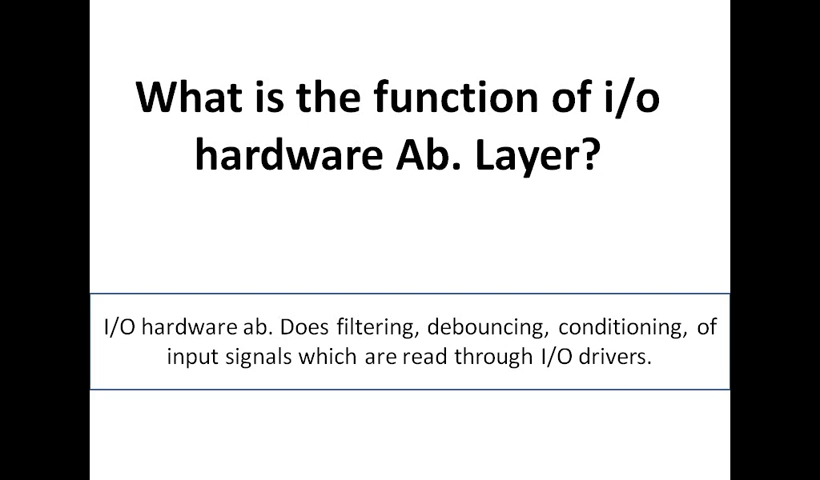 What is the function of i/o
hardware Ab. Layer?
I/O hardware ab. Does filtering, debouncing, conditioning, of
input signals which are read through I/O drivers.